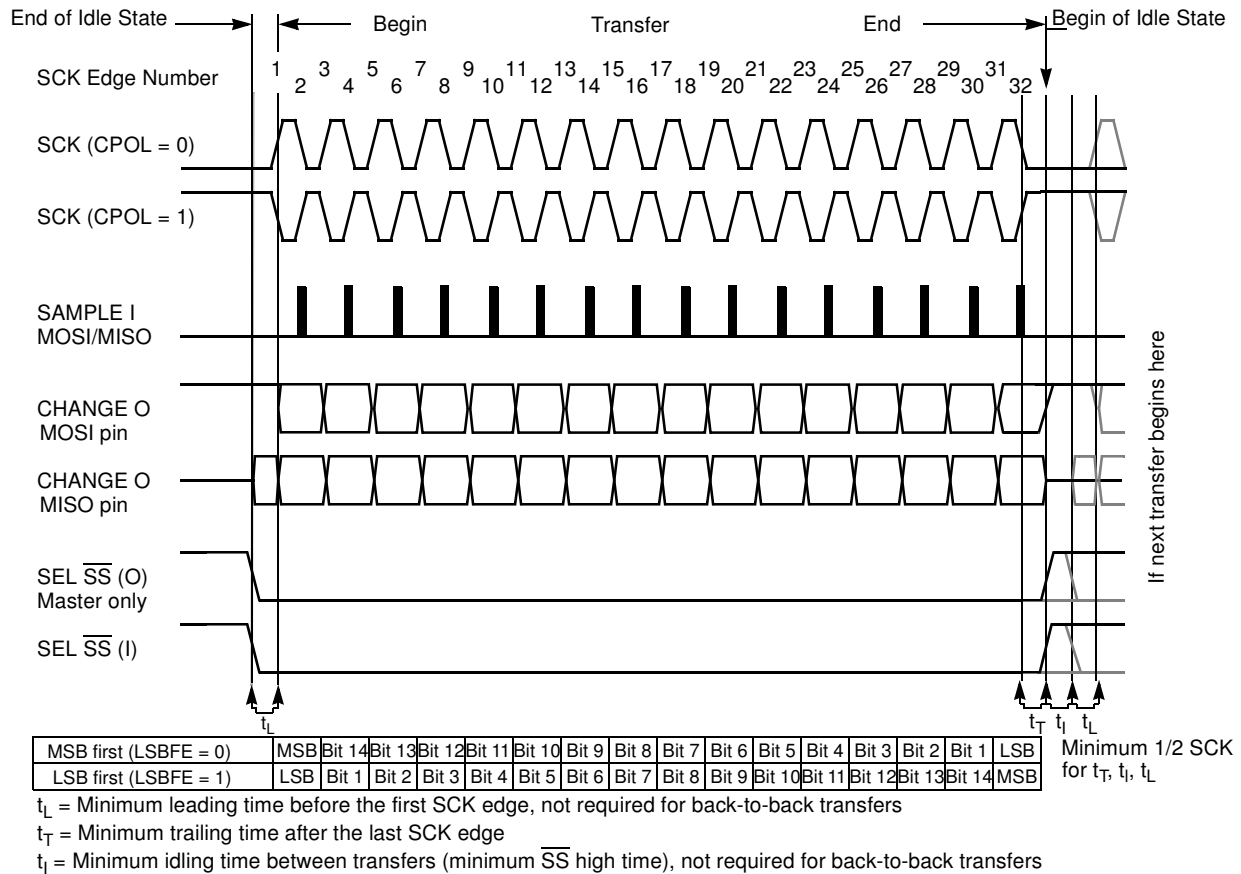 End of Idle State
Begin
Transfer
End
Begin of Idle State
SCK Edge Number
1 2 3 4 5 6 7 8 9 10 11 12 13 14 15 16 17 18 19 20 21 22 23 24 25 26 27 28 29 30 31 32
SCK (CPOL = 0)
SCK (CPOL = 1)
SAMPLE I
MOSI/MISO
CHANGE O
MOSI pin
CHANGE O
MISO pin
SEL SS (O)
Master only
SEL SS (I)
If next transfer begins here
tL
tT tI tL
MSB first (LSBFE = 0) MSB Bit 14 Bit 13 Bit 12 Bit 11 Bit 10 Bit 9 Bit 8 Bit 7 Bit 6 Bit 5 Bit 4 Bit 3 Bit 2 Bit 1 LSB
LSB first (LSBFE = 1) LSB Bit 1 Bit 2 Bit 3 Bit 4 Bit 5 Bit 6 Bit 7 Bit 8 Bit 9 Bit 10 Bit 11 Bit 12 Bit 13 Bit 14 MSB
Minimum 1/2 SCK
for tT, tI, tL
tL = Minimum leading time before the first SCK edge, not required for back-to-back transfers
tT = Minimum trailing time after the last SCK edge
tI = Minimum idling time between transfers (minimum SS high time), not required for back-to-back transfers